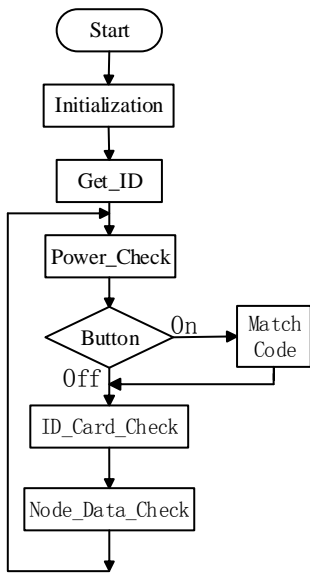 Start
Initialization
Get_ID
Power_Check
Button
On
Match
Code
Off
ID_Card_Check
Node_Data_Check